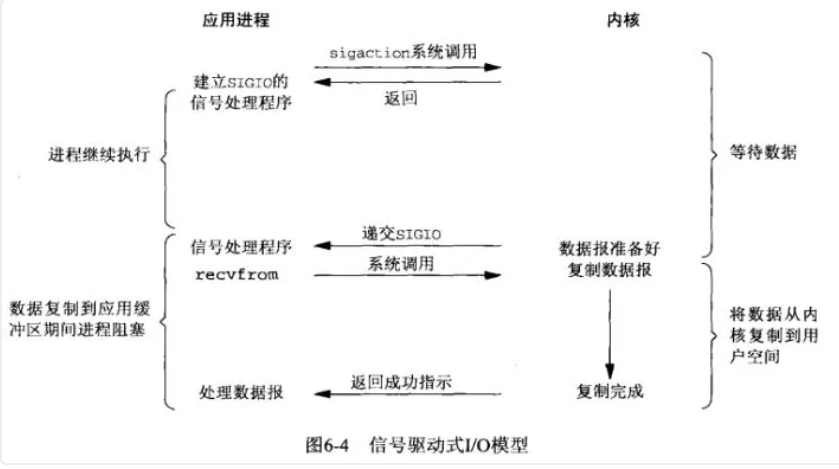 应用进程
内核
sigaction系统调用
建立SIGIO的
信号处理程序
返回
进程继续执行
等待数据
信号处理程序
递交SIGIO
数据报准备好
recvfrom
系统调用
复制数据报
数据复制到应用缓
冲区期间进程阻塞
将数据从内
核复制到用
户空间
处理数据报
返回成功指示
复制完成
图6-4 信号驱动式I/O模型